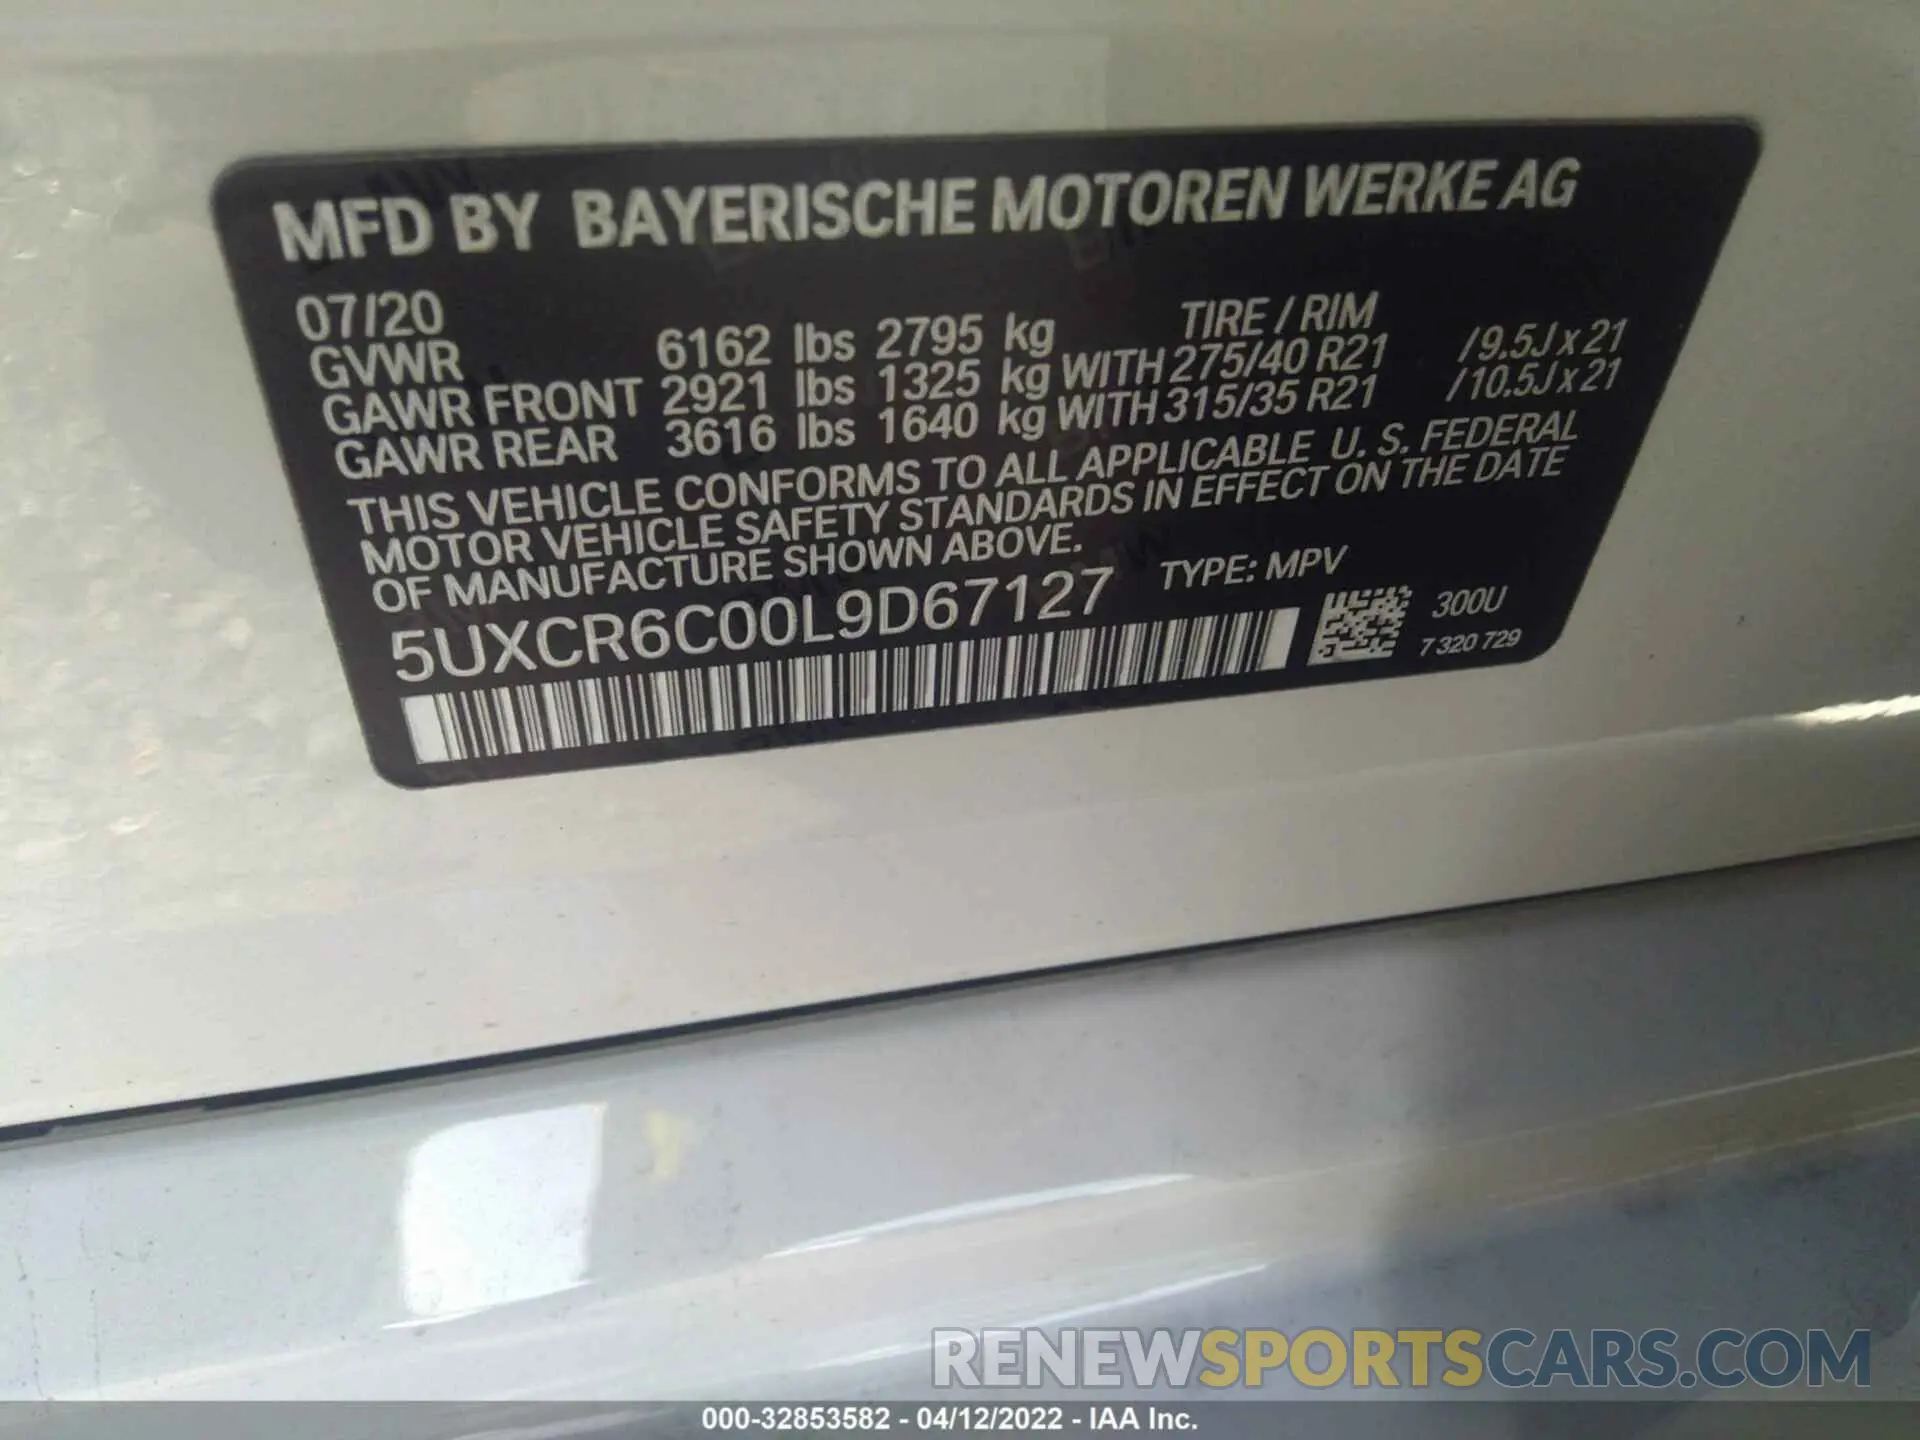 MFD BY BAYERISCHE MOTOREN WERKE AG
07/20 TIRE / RIM
GVWR 6162 lbs 2795 kg
GAWR FRONT 2921 lbs 1325 kg WITH 275/40 R21 /9.5J x 21
GAWR REAR 3616 lbs 1640 kg WITH 315/35 R21 /10.5J x 21
THIS VEHICLE CONFORMS TO ALL APPLICABLE U. S. FEDERAL
MOTOR VEHICLE SAFETY STANDARDS IN EFFECT ON THE DATE
OF MANUFACTURE SHOWN ABOVE.
5UXCR6C00L9D67127 TYPE: MPV
300U
7 320 729
RENEWSPORTSCARS.COM
000-32853582 - 04/12/2022 - IAA Inc.